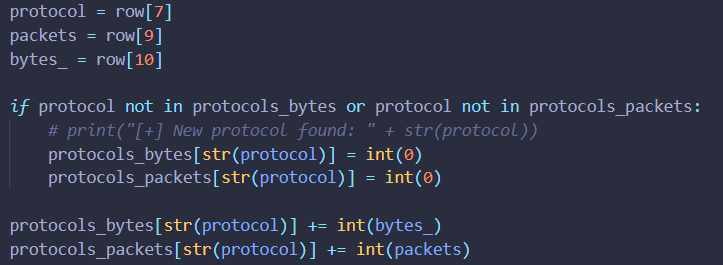 protocol = row[7]
packets = row[9]
bytes_ = row[10]
if protocol not in protocols_bytes or protocol not in protocols_packets:
# print("[+] New protocol found: " + str(protocol))
protocols_bytes[str(protocol)] = int(0)
protocols_packets[str(protocol)] = int(0)
protocols_bytes[str(protocol)] += int(bytes_)
protocols_packets[str(protocol)] += int(packets)